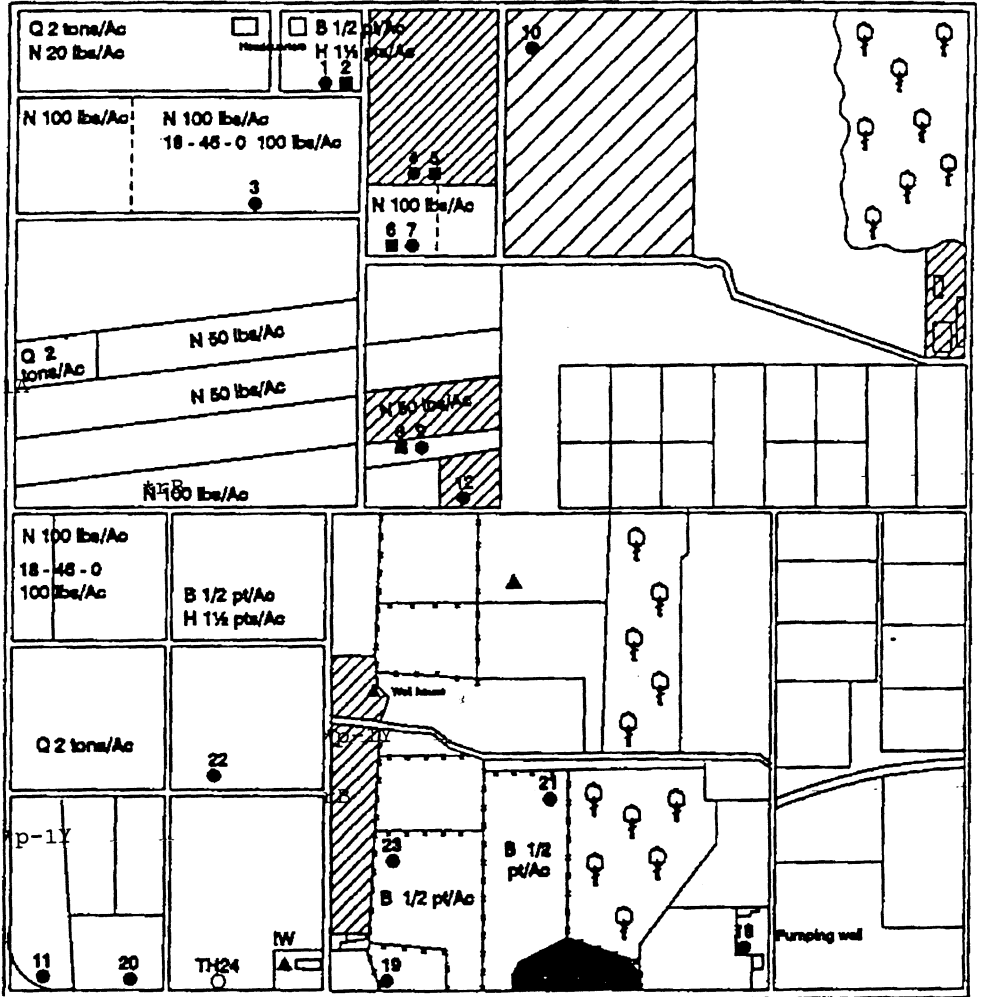 Q 2 tons/Ac
N 20 lbs/Ac
Headquarters
B 1/2 pt/Ac
H 1½ pts/Ac
1 2
10
N 100 lbs/Ac
N 100 lbs/Ac
18 - 46 - 0 100 lbs/Ac
3
4 5
N 100 lbs/Ac
6 7
N 50 lbs/Ac
Q 2
tons/Ac
N 50 lbs/Ac
N 50 lbs/Ac
8 9
12
N 100 lbs/Ac
N 100 lbs/Ac
18 - 46 - 0
100 lbs/Ac
B 1/2 pt/Ac
H 1½ pts/Ac
Well house
Q 2 tons/Ac
22
21
p-1Y
p-1Y
23
B 1/2
pt/Ac
B 1/2 pt/Ac
18
Pumping well
IW
11
20
TH24
19